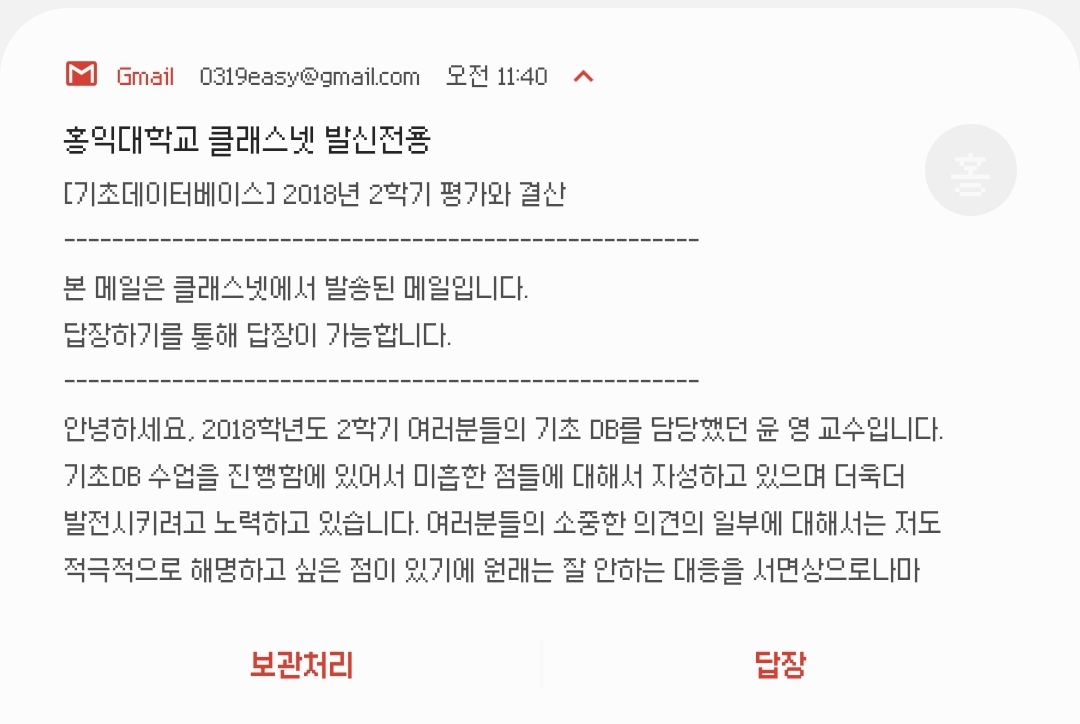 Gmail 0319easy@gmail.com 오전 11:40
홍익대학교 클래스넷 발신전용
홍
[기초데이터베이스] 2018년 2학기 평가와 결산
-----------------------------------------------------
본 메일은 클래스넷에서 발송된 메일입니다.
답장하기를 통해 답장이 가능합니다.
-----------------------------------------------------
안녕하세요, 2018학년도 2학기 여러분들의 기초 DB를 담당했던 윤 영 교수입니다.
기초DB 수업을 진행함에 있어서 미흡한 점들에 대해서 자성하고 있으며 더욱더
발전시키려고 노력하고 있습니다. 여러분들의 소중한 의견의 일부에 대해서는 저도
적극적으로 해명하고 싶은 점이 있기에 원래는 잘 안하는 대응을 서면상으로나마
보관처리 답장